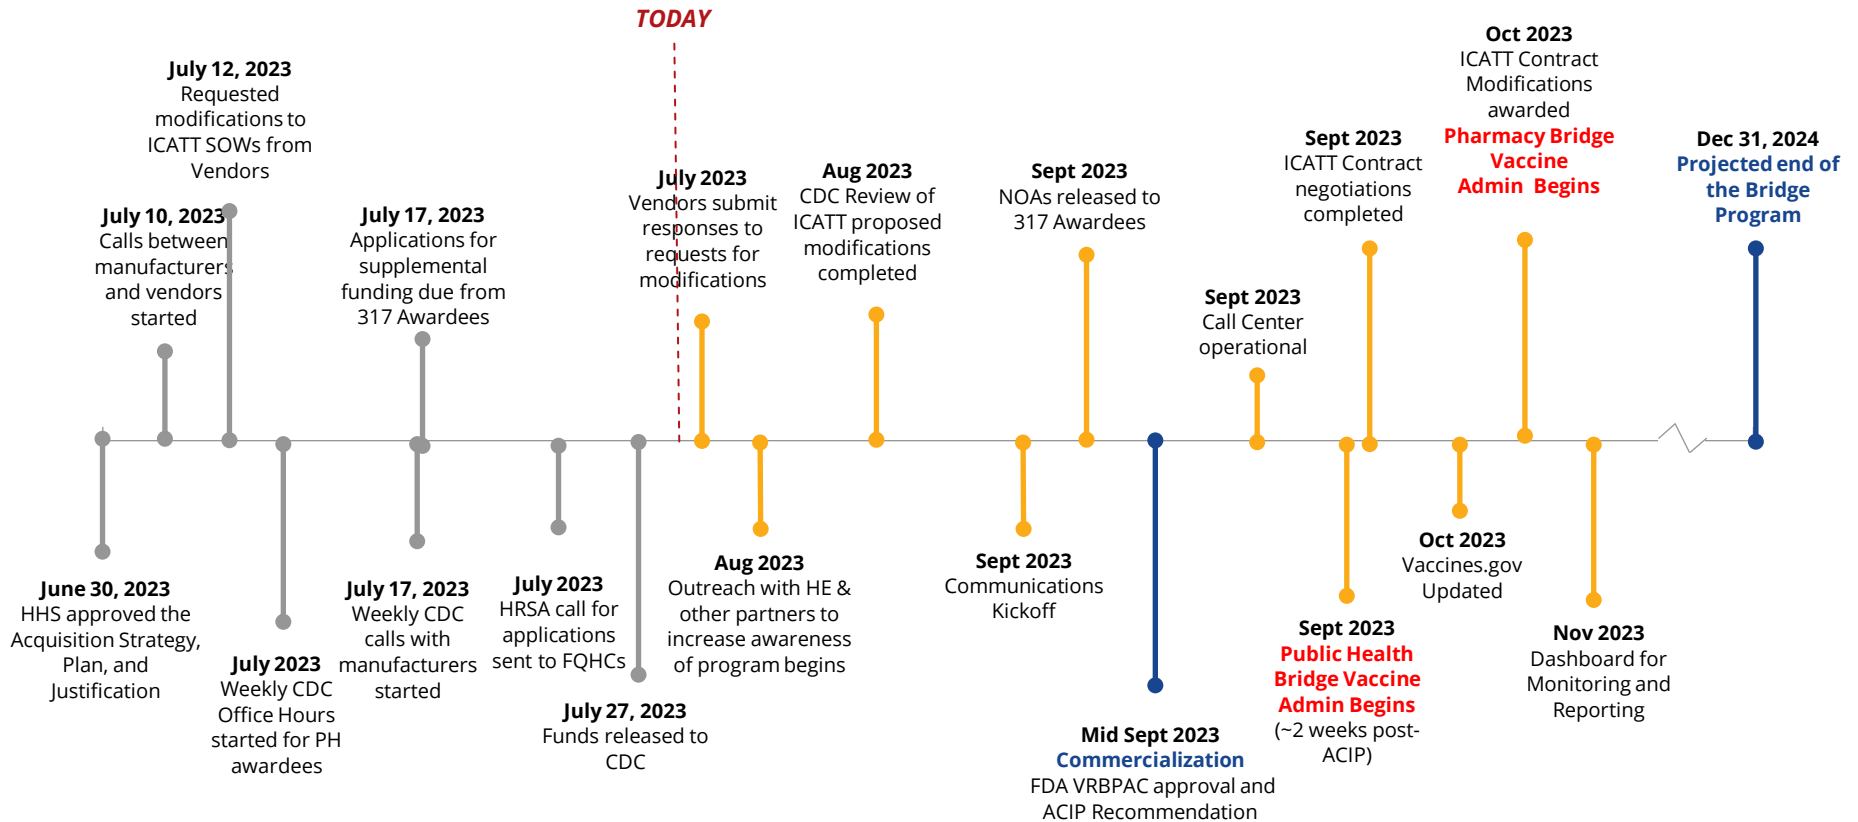 TODAY
July 12, 2023
Requested
modifications to
ICATT SOWs from
Vendors
July 10, 2023
Calls between
manufacturers
and vendors
started
July 17, 2023
Applications for
supplemental
funding due from
317 Awardees
July 2023
Vendors submit
responses to
requests for
modifications
Aug 2023
CDC Review of
ICATT proposed
modifications
completed
Sept 2023
NOAs released to
317 Awardees
Sept 2023
Call Center
operational
Sept 2023
ICATT Contract
negotiations
completed
Oct 2023
ICATT Contract
Modifications
awarded
Pharmacy Bridge
Vaccine
Admin Begins
Dec 31, 2024
Projected end of
the Bridge
Program
June 30, 2023
HHS approved the
Acquisition Strategy,
Plan, and
Justification
July 2023
Weekly CDC
Office Hours
started for PH
awardees
July 17, 2023
Weekly CDC
calls with
manufacturers
started
July 2023
HRSA call for
applications
sent to FQHCs
July 27, 2023
Funds released to
CDC
Aug 2023
Outreach with HE &
other partners to
increase awareness
of program begins
Sept 2023
Communications
Kickoff
Mid Sept 2023
Commercialization
FDA VRBPAC approval and
ACIP Recommendation
Sept 2023
Public Health
Bridge Vaccine
Admin Begins
(~2 weeks post-
ACIP)
Oct 2023
Vaccines.gov
Updated
Nov 2023
Dashboard for
Monitoring and
Reporting